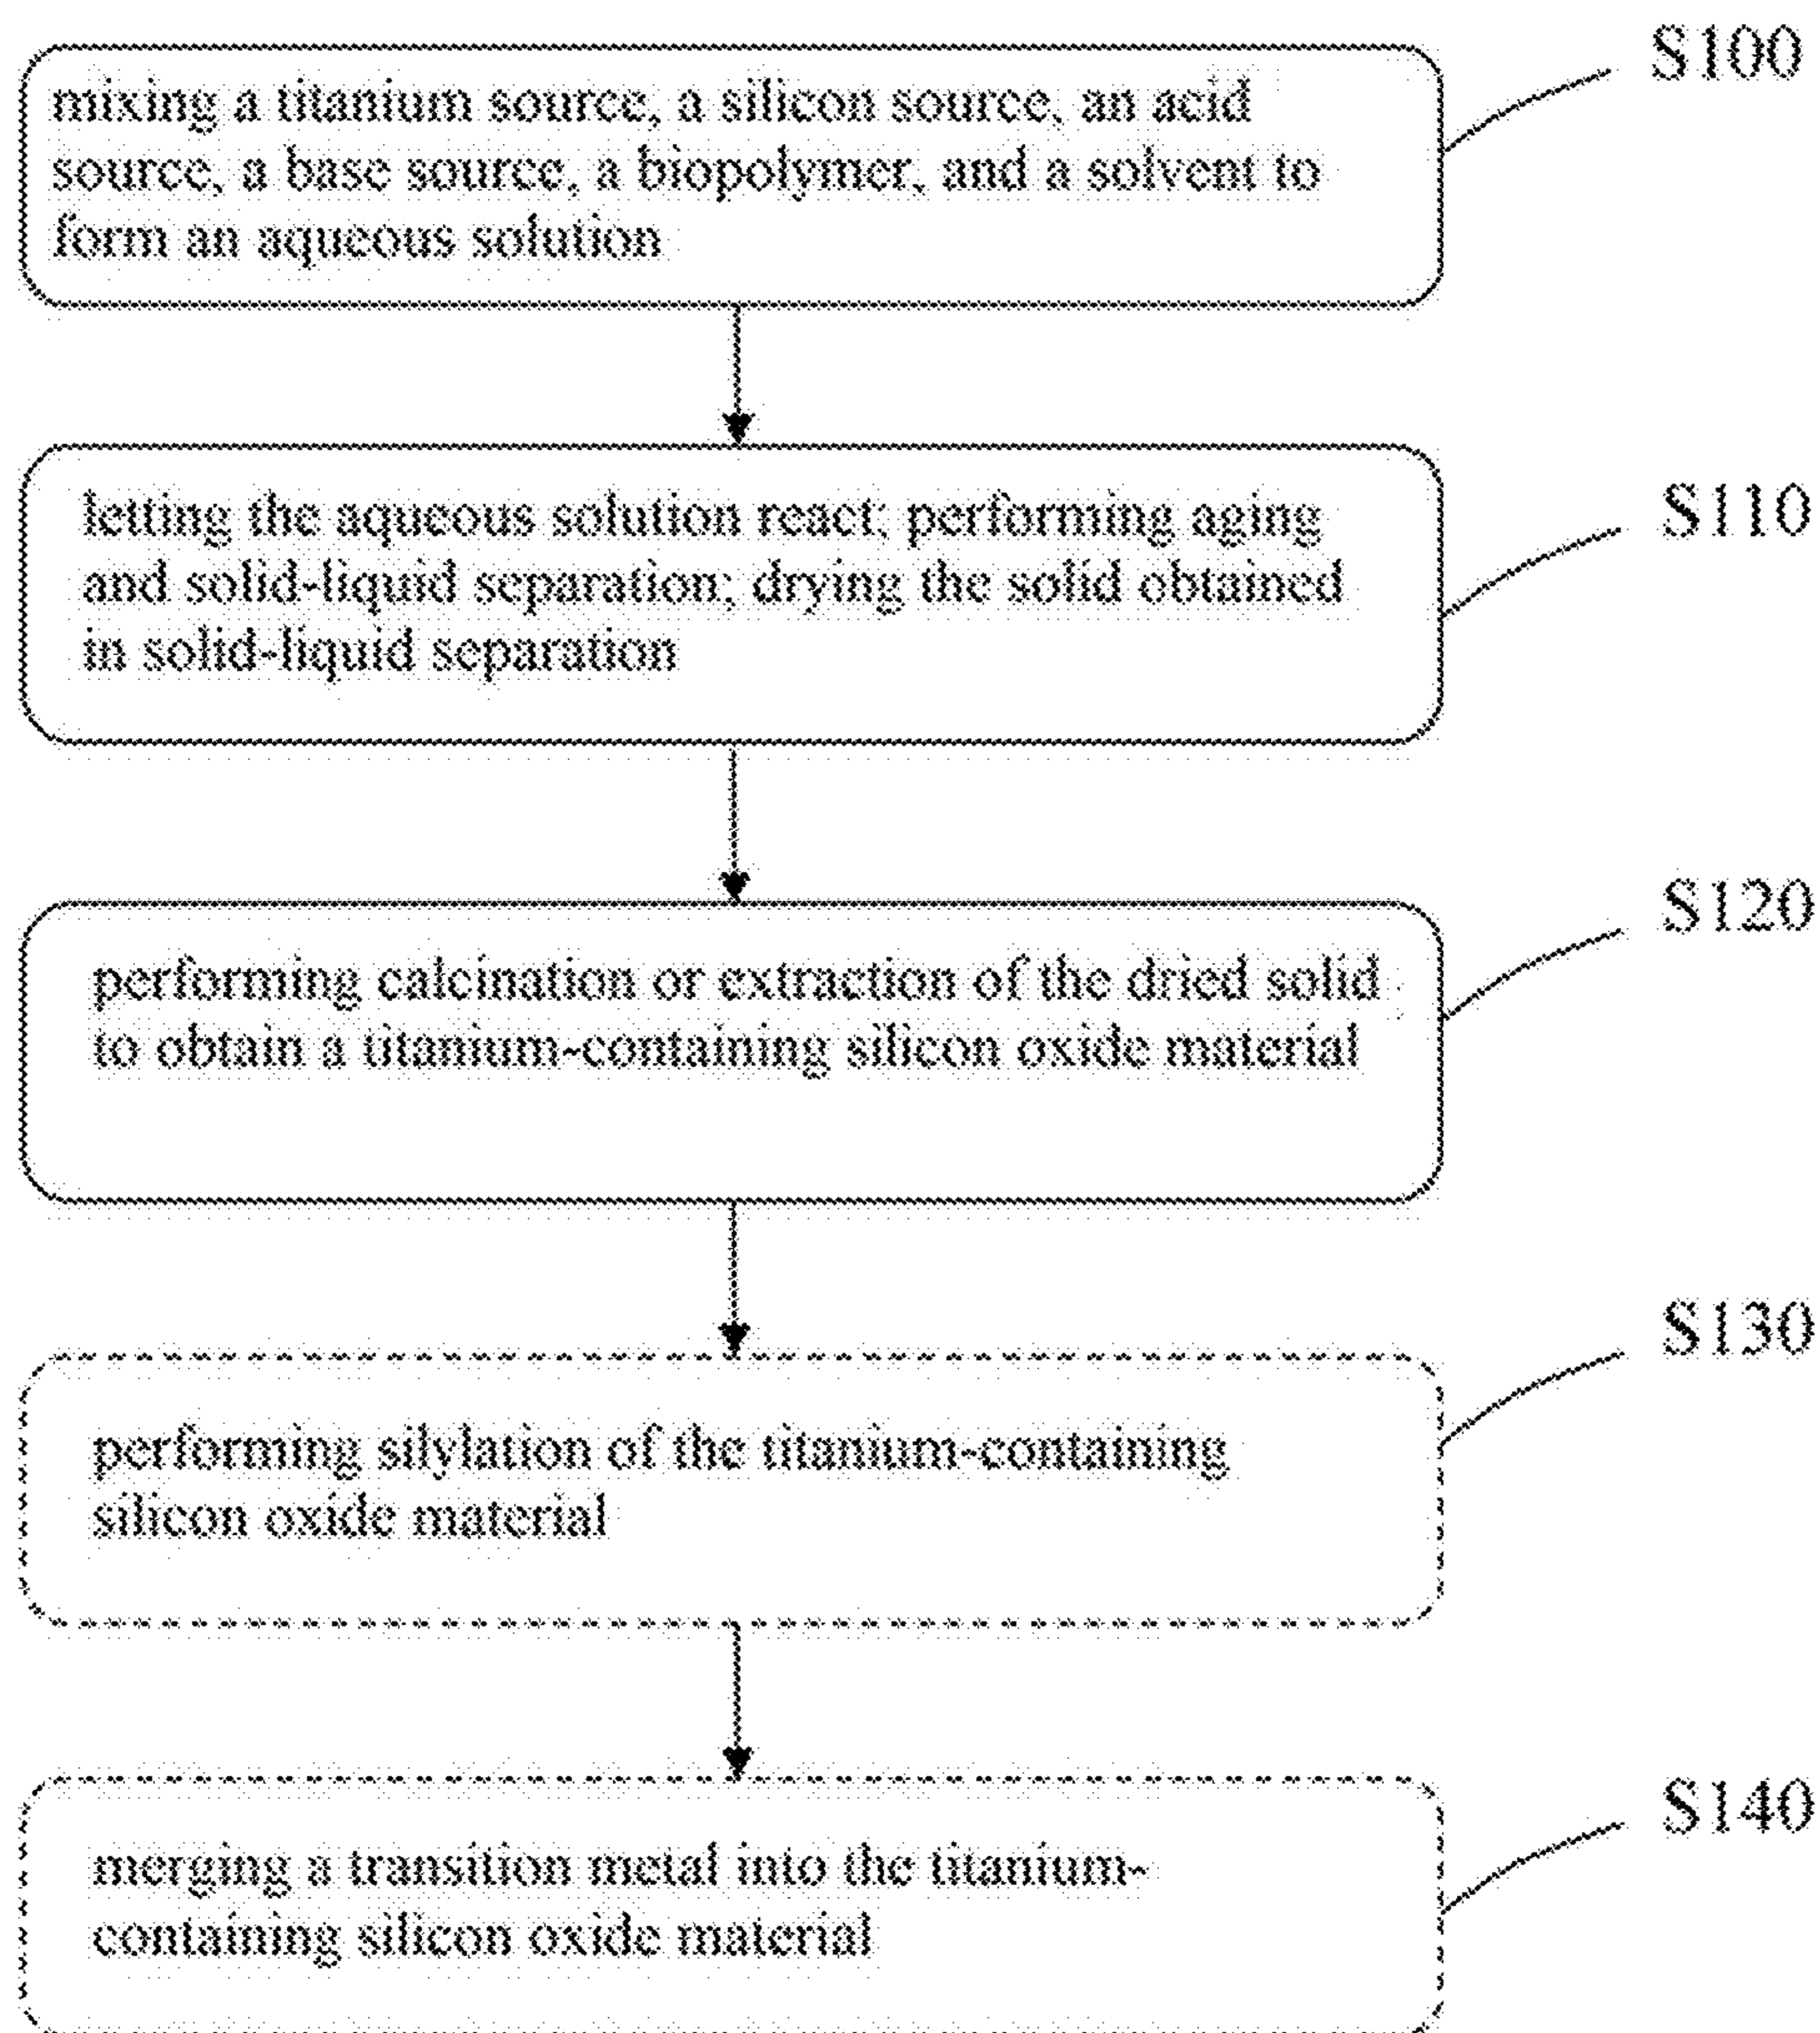 S100
mixing a titanium source, a silicon source, an acid
source, a base source, a biopolymer, and a solvent to
form an aqueous solution
S110
letting the aqueous solution react; performing aging
and solid-liquid separation; drying the solid obtained
in solid-liquid separation
S120
performing calcination or extraction of the dried solid
to obtain a titanium-containing silicon oxide material
S130
performing silylation of the titanium-containing
silicon oxide material
S140
merging a transition metal into the titanium-
containing silicon oxide material